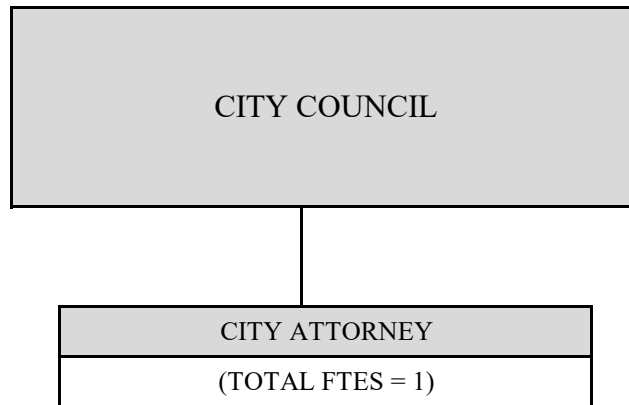 CITY COUNCIL
CITY ATTORNEY
(TOTAL FTES = 1)